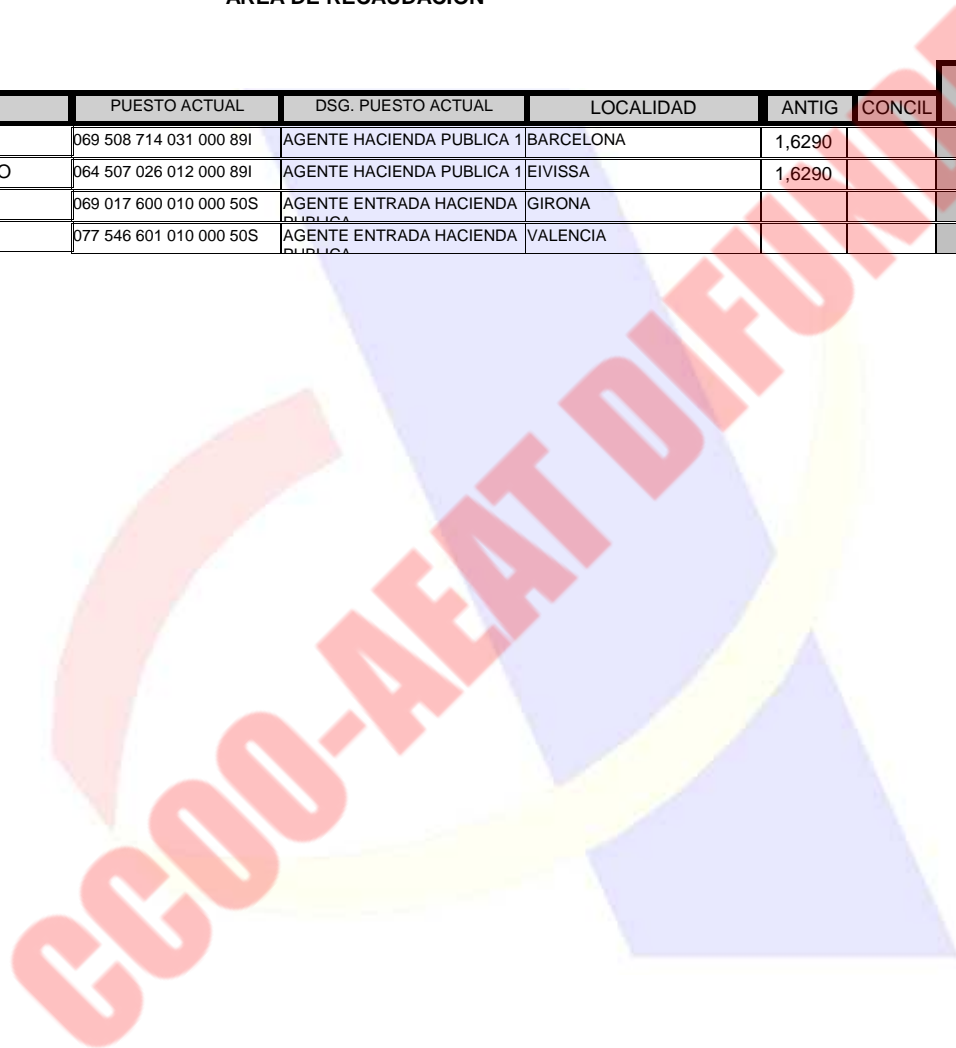 PUESTO ACTUAL DSG. PUESTO ACTUAL LOCALIDAD ANTIG CONCIL
069 508 714 031 000 89I AGENTE HACIENDA PUBLICA 1 BARCELONA 1,6290
O 064 507 026 012 000 89I AGENTE HACIENDA PUBLICA 1 EIVISSA 1,6290
069 017 600 010 000 50S AGENTE ENTRADA HACIENDA GIRONA
077 546 601 010 000 50S AGENTE ENTRADA HACIENDA VALENCIA
CCOO-AEAT